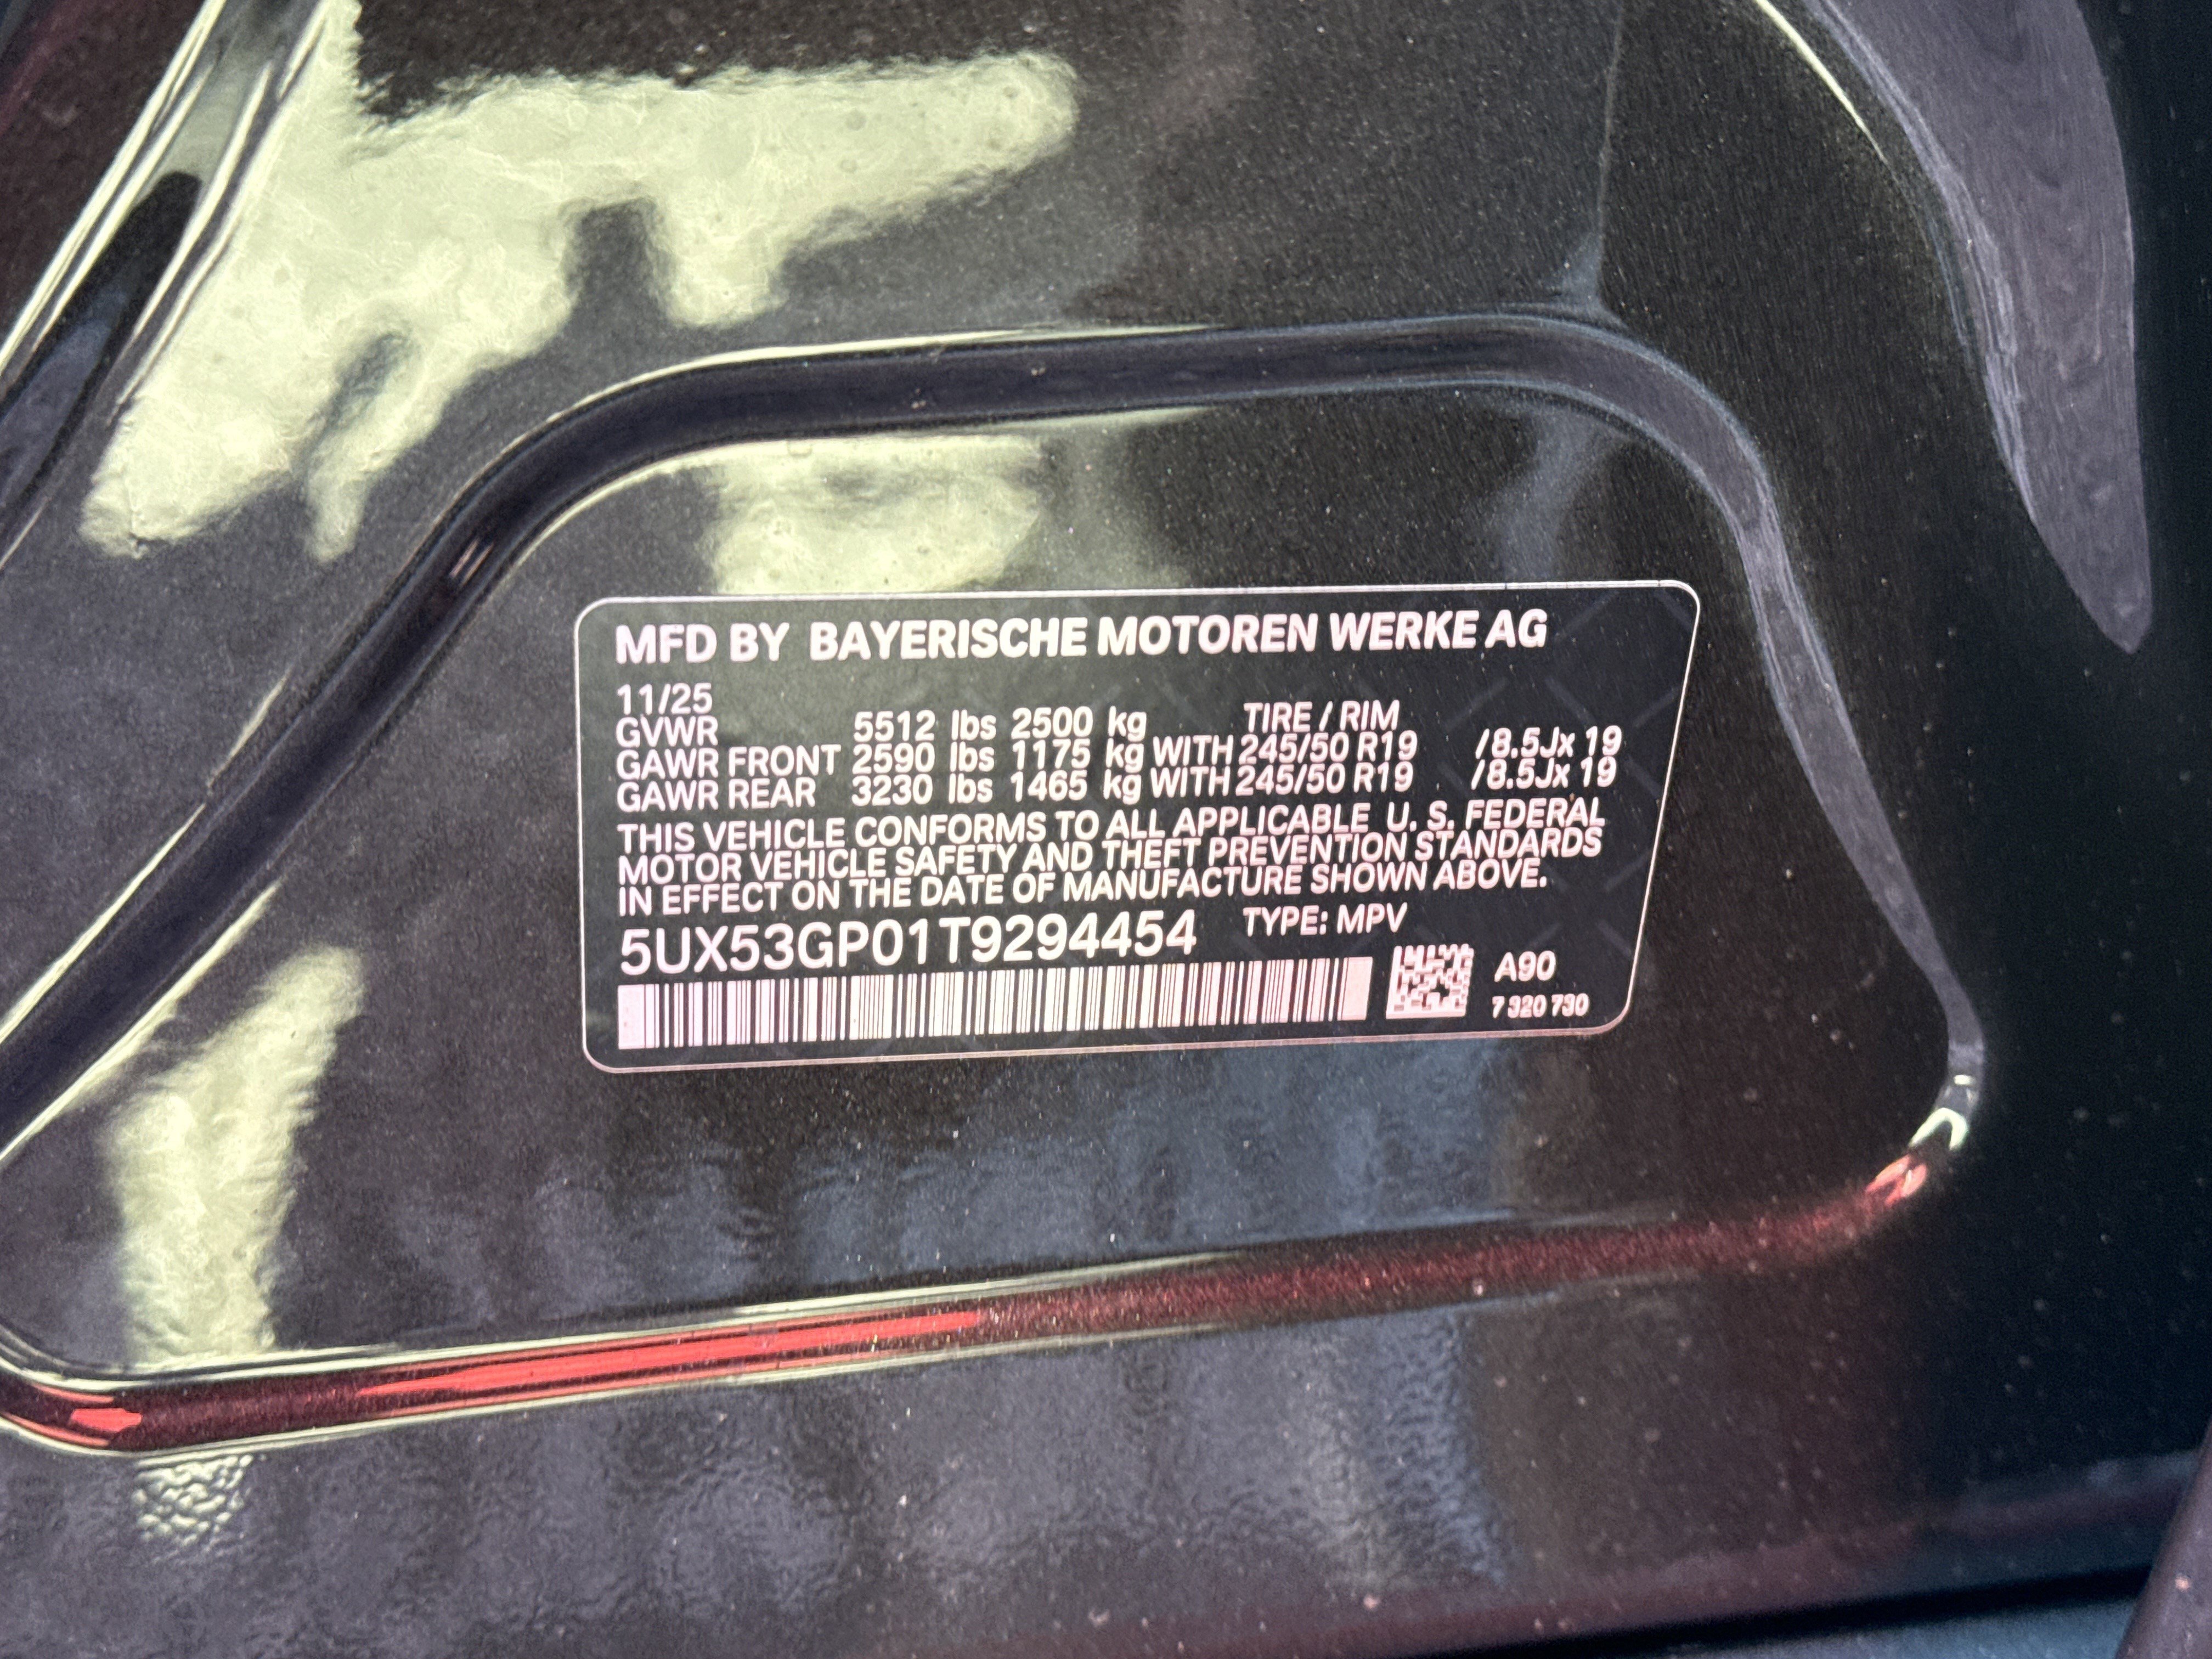 MFD BY BAYERISCHE MOTOREN WERKE AG
11/25
GVWR 5512 lbs 2500 kg TIRE / RIM
GAWR FRONT 2590 lbs 1175 kg WITH 245/50 R19 /8.5Jx 19
GAWR REAR 3230 lbs 1465 kg WITH 245/50 R19 /8.5Jx 19
THIS VEHICLE CONFORMS TO ALL APPLICABLE U. S. FEDERAL
MOTOR VEHICLE SAFETY AND THEFT PREVENTION STANDARDS
IN EFFECT ON THE DATE OF MANUFACTURE SHOWN ABOVE.
5UX53GP01T9294454 TYPE: MPV
A90
7 320 730